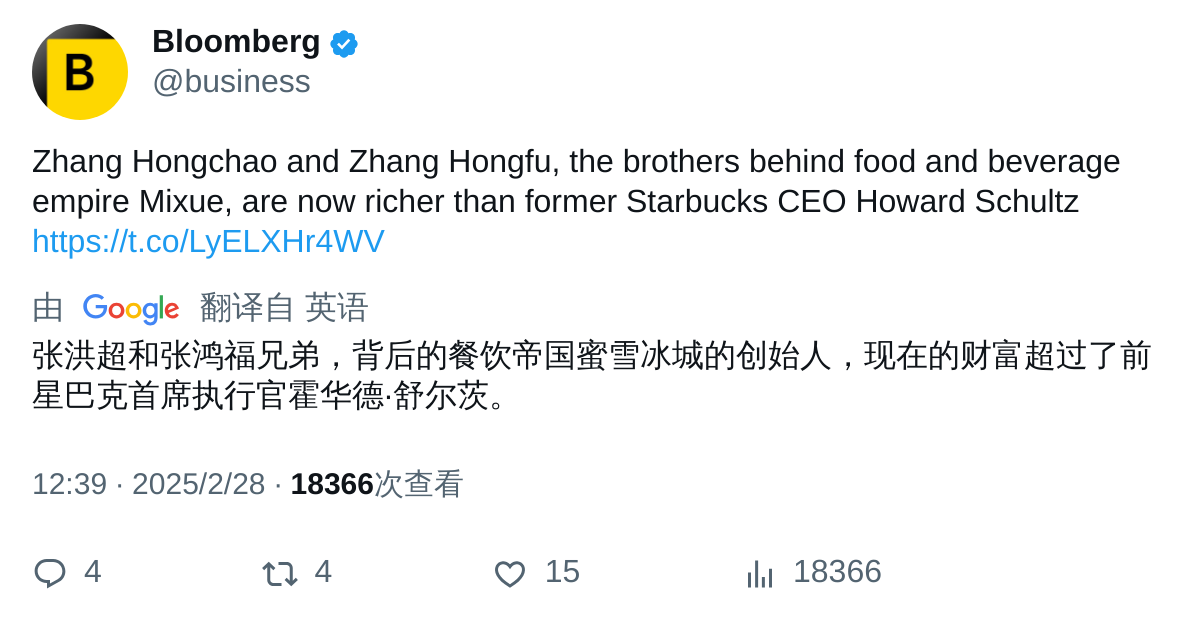 B
Bloomberg
@business
Zhang Hongchao and Zhang Hongfu, the brothers behind food and beverage
empire Mixue, are now richer than former Starbucks CEO Howard Schultz
https://t.co/LyELXHr4WV
由 Google 翻译自 英语
张洪超和张鸿福兄弟，背后的餐饮帝国蜜雪冰城的创始人，现在的财富超过了前
星巴克首席执行官霍华德·舒尔茨。
12:39 · 2025/2/28 · 18366次查看
4 4 15 18366